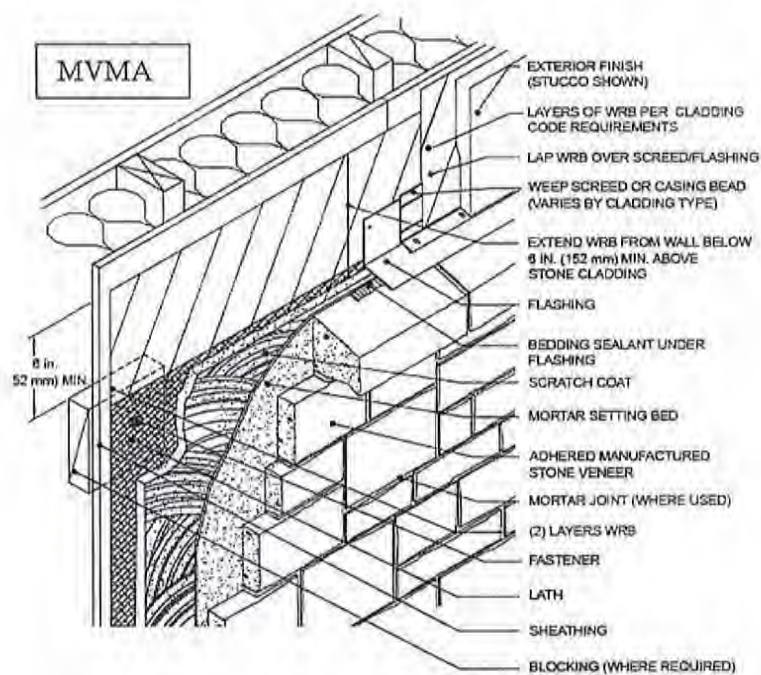 MVMA
EXTERIOR FINISH
(STUCCO SHOWN)
LAYERS OF WRB PER CLADDING
CODE REQUIREMENTS
LAP WRB OVER SCREED/FLASHING
WEEP SCREED OR CASING BEAD
(VARIES BY CLADDING TYPE)
EXTEND WRB FROM WALL BELOW
6 IN. (152 mm) MIN. ABOVE
STONE CLADDING
FLASHING
BEDDING SEALANT UNDER
FLASHING
SCRATCH COAT
MORTAR SETTING BED
ADHERED MANUFACTURED
STONE VENEER
MORTAR JOINT (WHERE USED)
(2) LAYERS WRB
FASTENER
LATH
SHEATHING
BLOCKING (WHERE REQUIRED)
6 in.
52 mm) MIN.